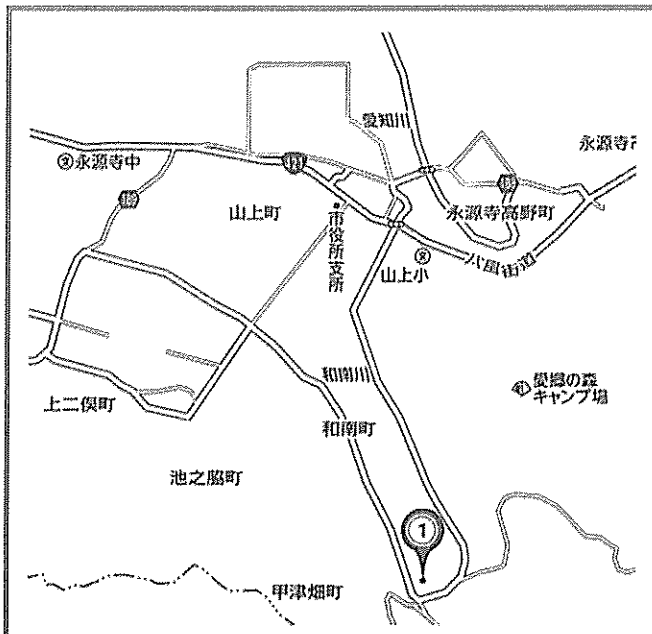 愛知川
永源寺
永源寺中
山上町
永源寺高野町
市役所支所
八風街道
山上小
和南川
愛郷の森
キャンプ場
上二俣町
和南町
池之脇町
1
甲津畑町